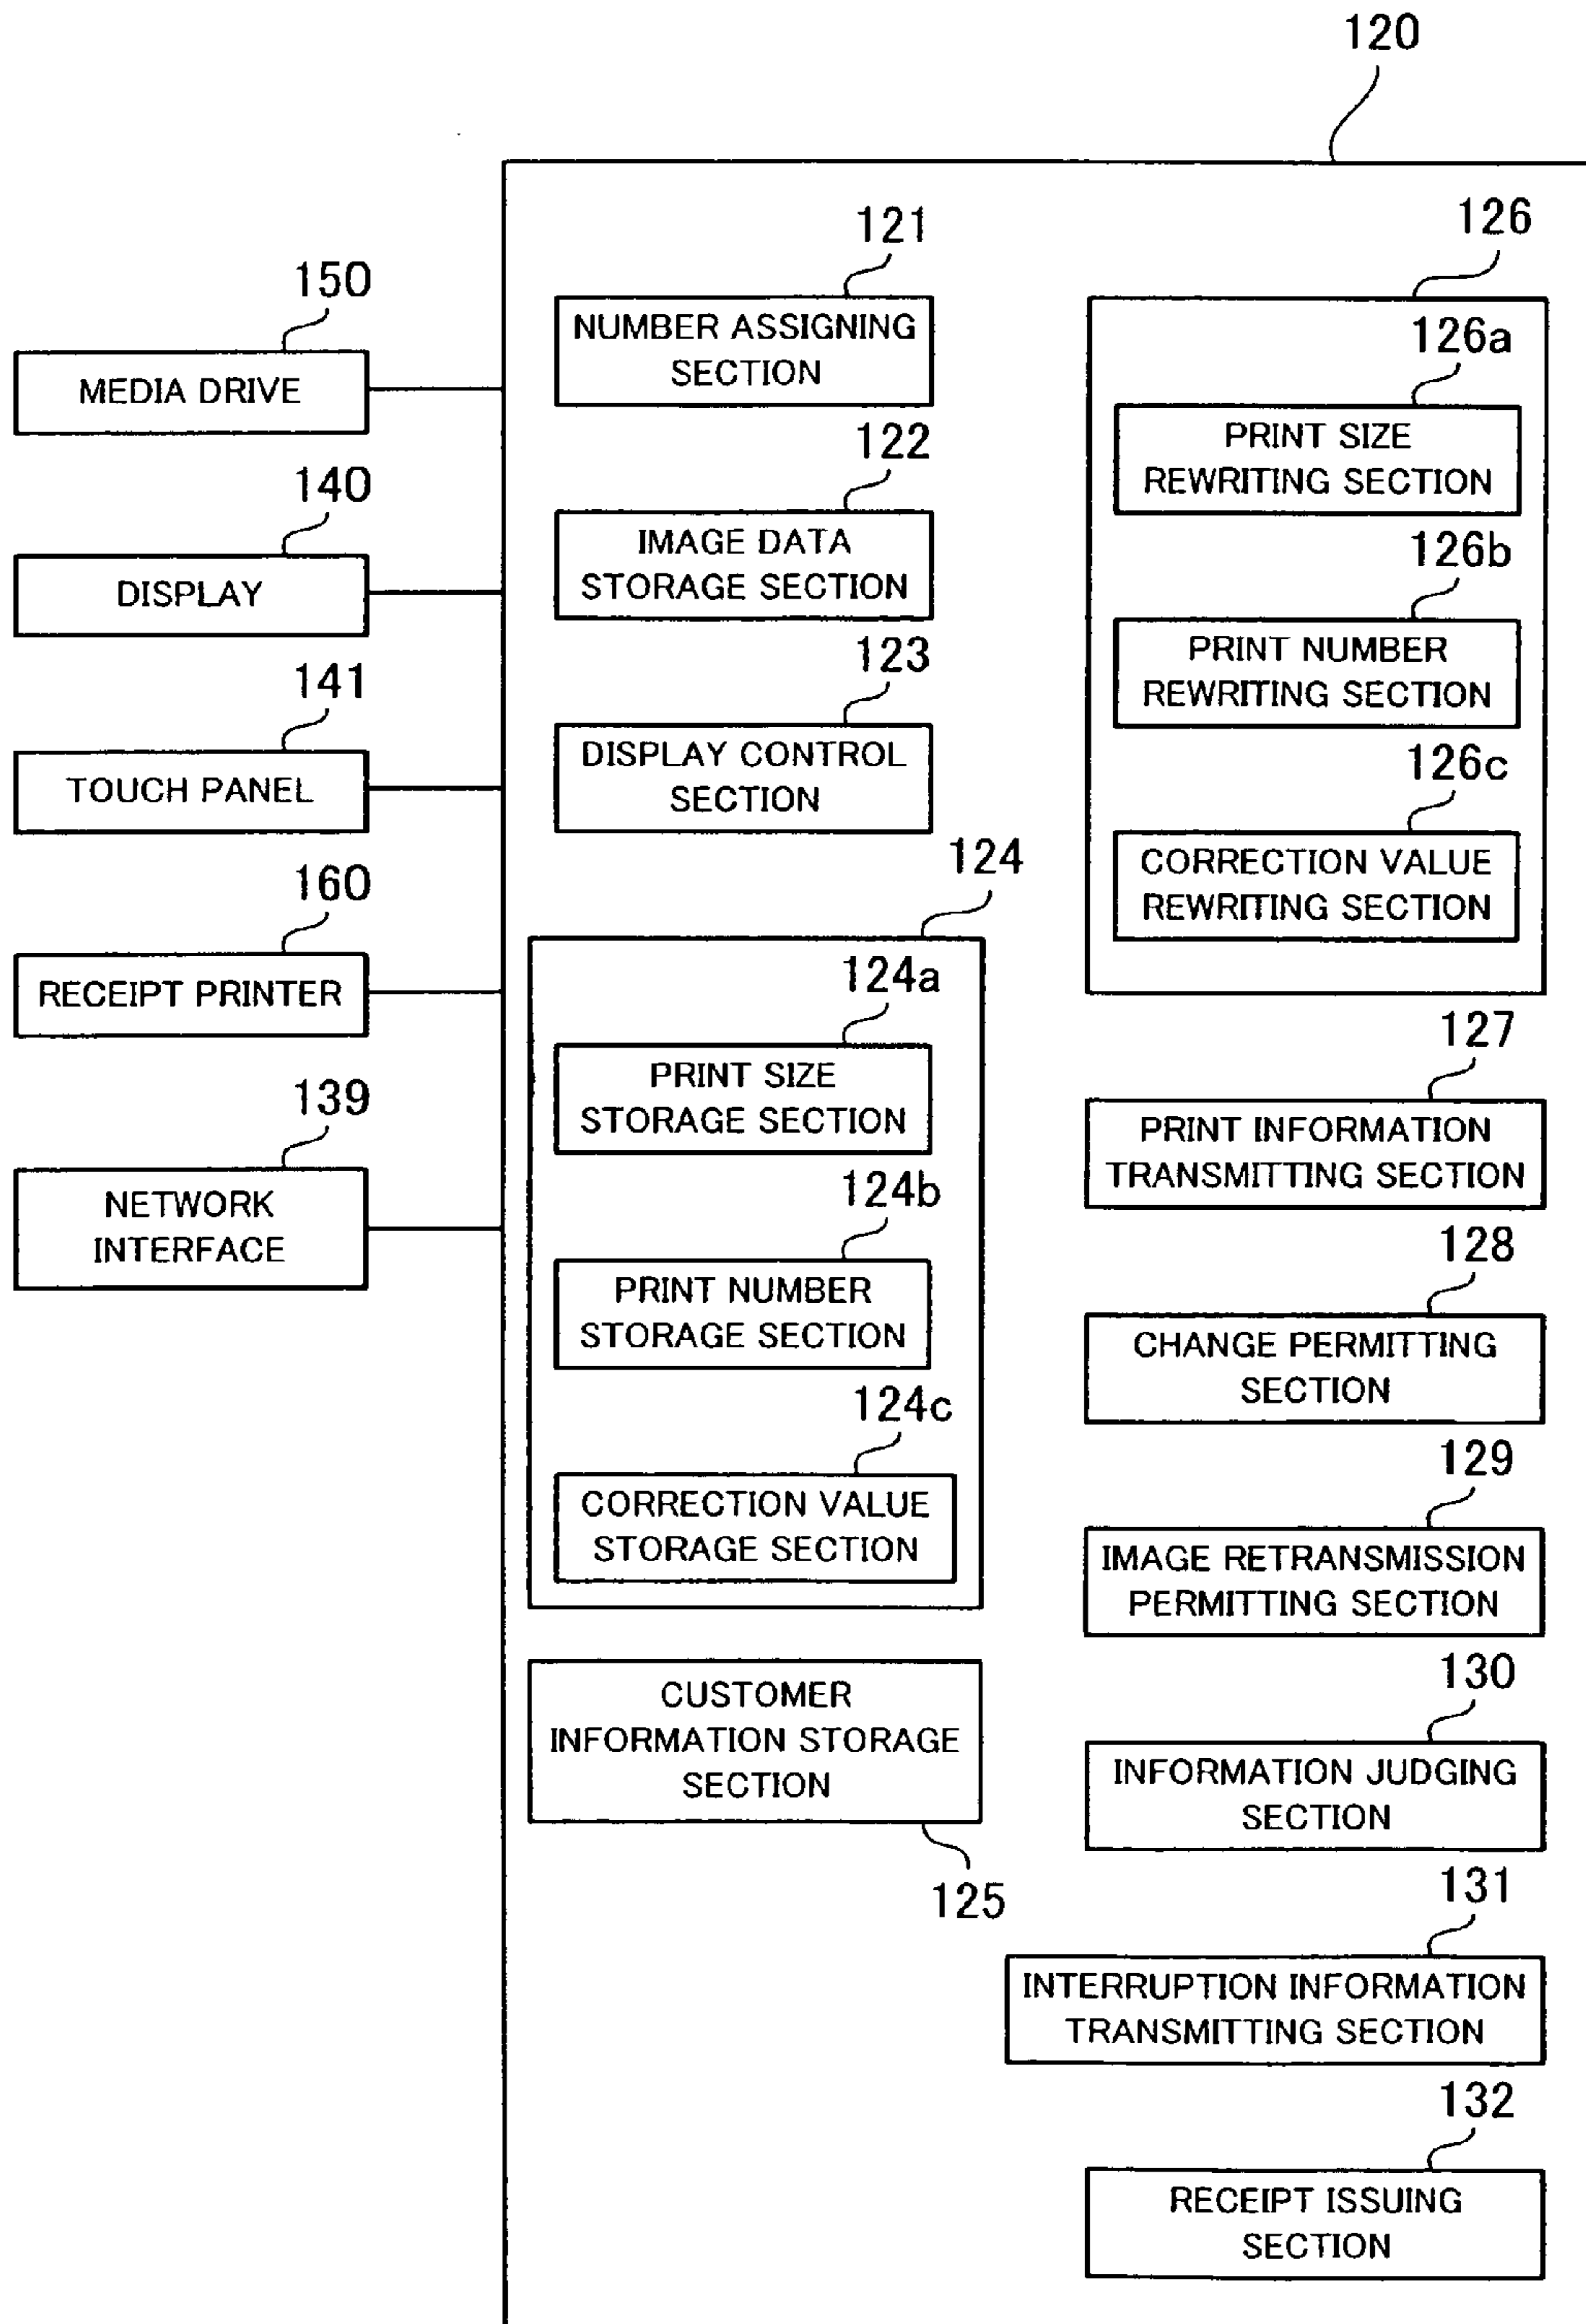 120
150
MEDIA DRIVE
140
DISPLAY
141
TOUCH PANEL
160
RECEIPT PRINTER
139
NETWORK
INTERFACE
121
NUMBER ASSIGNING
SECTION
122
IMAGE DATA
STORAGE SECTION
123
DISPLAY CONTROL
SECTION
124
124a
PRINT SIZE
STORAGE SECTION
124b
PRINT NUMBER
STORAGE SECTION
124c
CORRECTION VALUE
STORAGE SECTION
CUSTOMER
INFORMATION STORAGE
SECTION
125
126
126a
PRINT SIZE
REWRITING SECTION
126b
PRINT NUMBER
REWRITING SECTION
126c
CORRECTION VALUE
REWRITING SECTION
127
PRINT INFORMATION
TRANSMITTING SECTION
128
CHANGE PERMITTING
SECTION
129
IMAGE RETRANSMISSION
PERMITTING SECTION
130
INFORMATION JUDGING
SECTION
131
INTERRUPTION INFORMATION
TRANSMITTING SECTION
132
RECEIPT ISSUING
SECTION